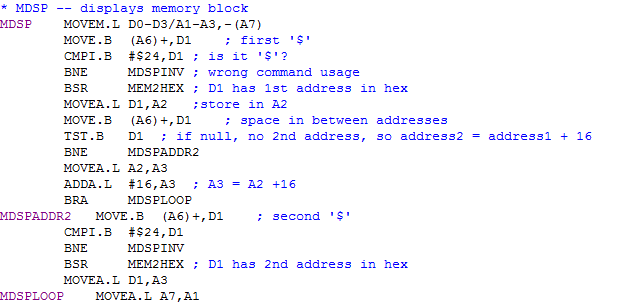 * MDSP -- displays memory block
MDSP    MOVEM.L D0-D3/A1-A3,-(A7)
        MOVE.B  (A6)+,D1    ; first '$'
        CMPI.B  #$24,D1 ; is it '$'?
        BNE     MDSPINV ; wrong command usage
        BSR     MEM2HEX ; D1 has 1st address in hex
        MOVEA.L D1,A2   ;store in A2
        MOVE.B  (A6)+,D1    ; space in between addresses
        TST.B   D1  ; if null, no 2nd address, so address2 = address1 + 16
        BNE     MDSPADDR2
        MOVEA.L A2,A3
        ADDA.L  #16,A3  ; A3 = A2 +16
        BRA     MDSPLOOP
MDSPADDR2   MOVE.B  (A6)+,D1    ; second '$'
        CMPI.B  #$24,D1
        BNE     MDSPINV
        BSR     MEM2HEX ; D1 has 2nd address in hex
        MOVEA.L D1,A3
MDSPLOOP    MOVEA.L A7,A1